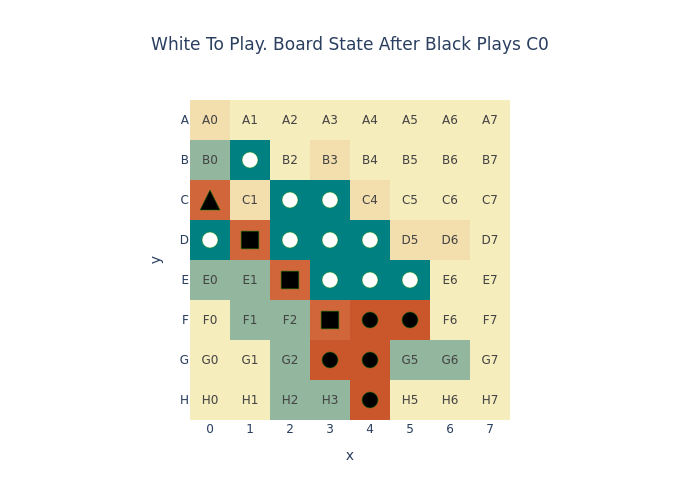 White To Play. Board State After Black Plays C0
A A0 A1 A2 A3 A4 A5 A6 A7
B B0 B2 B3 B4 B5 B6 B7
C C1 C4 C5 C6 C7
D D5 D6 D7
y
E E0 E1 E6 E7
F F0 F1 F2 F6 F7
G G0 G1 G2 G5 G6 G7
H H0 H1 H2 H3 H5 H6 H7
0 1 2 3 4 5 6 7
x